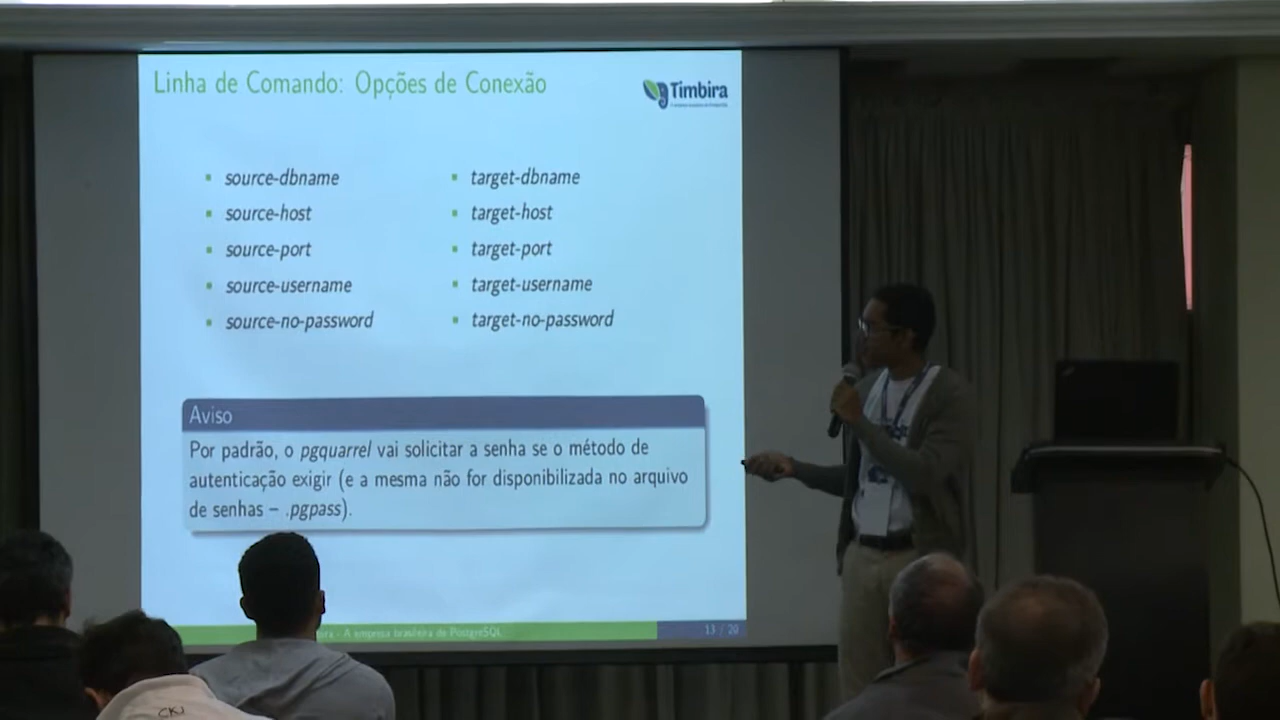 Linha de Comando: Opções de Conexão
Timbira
source-dbname
source-host
source-port
source-username
source-no-password
target-dbname
target-host
target-port
target-username
target-no-password
Aviso
Por padrão, o pgquarrel vai solicitar a senha se o método de
autenticação exigir (e a mesma não for disponibilizada no arquivo
de senhas – .pgpass).
- A empresa brasileira de PostgreSQL
13 / 20
CKJ